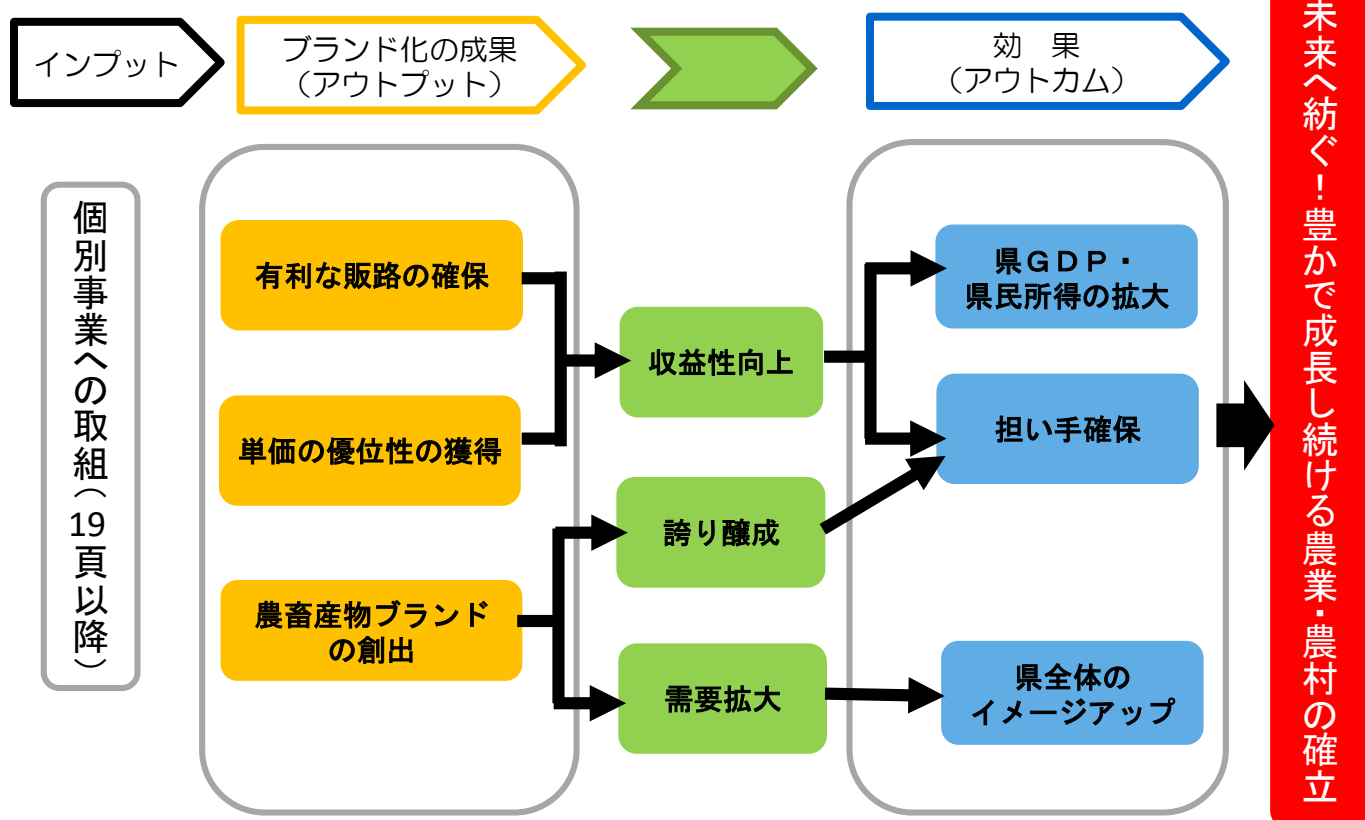 インプット
ブランド化の成果
（アウトプット）
効　果
（アウトカム）
個別事業への取組（19頁以降）
有利な販路の確保
単価の優位性の獲得
農畜産物ブランド
の創出
収益性向上
誇り醸成
需要拡大
県ＧＤＰ・
県民所得の拡大
担い手確保
県全体の
イメージアップ
未来へ紡ぐ！豊かで成長し続ける農業・農村の確立